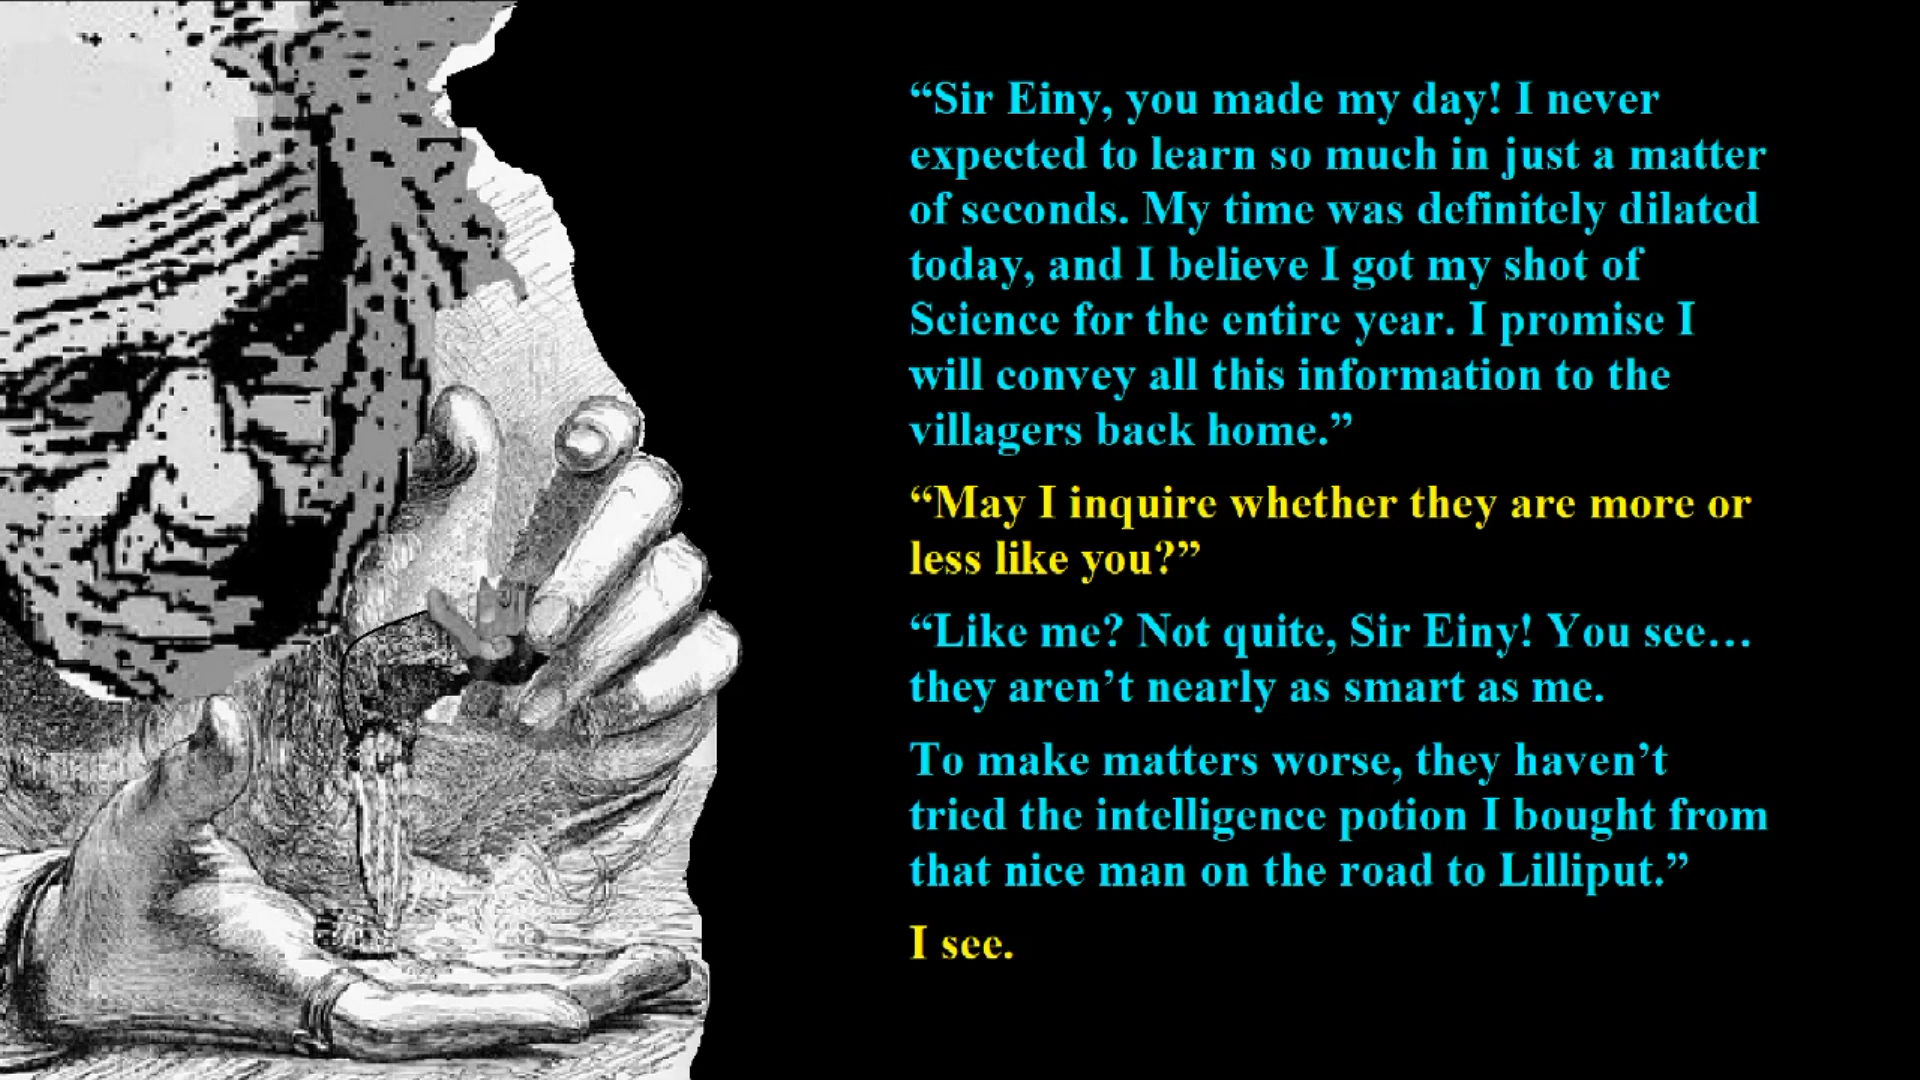 “Sir Einy, you made my day! I never
expected to learn so much in just a matter
of seconds. My time was definitely dilated
today, and I believe I got my shot of
Science for the entire year. I promise I
will convey all this information to the
villagers back home.”
“May I inquire whether they are more or
less like you?”
“Like me? Not quite, Sir Einy! You see…
they aren’t nearly as smart as me.
To make matters worse, they haven’t
tried the intelligence potion I bought from
that nice man on the road to Lilliput.”
I see.